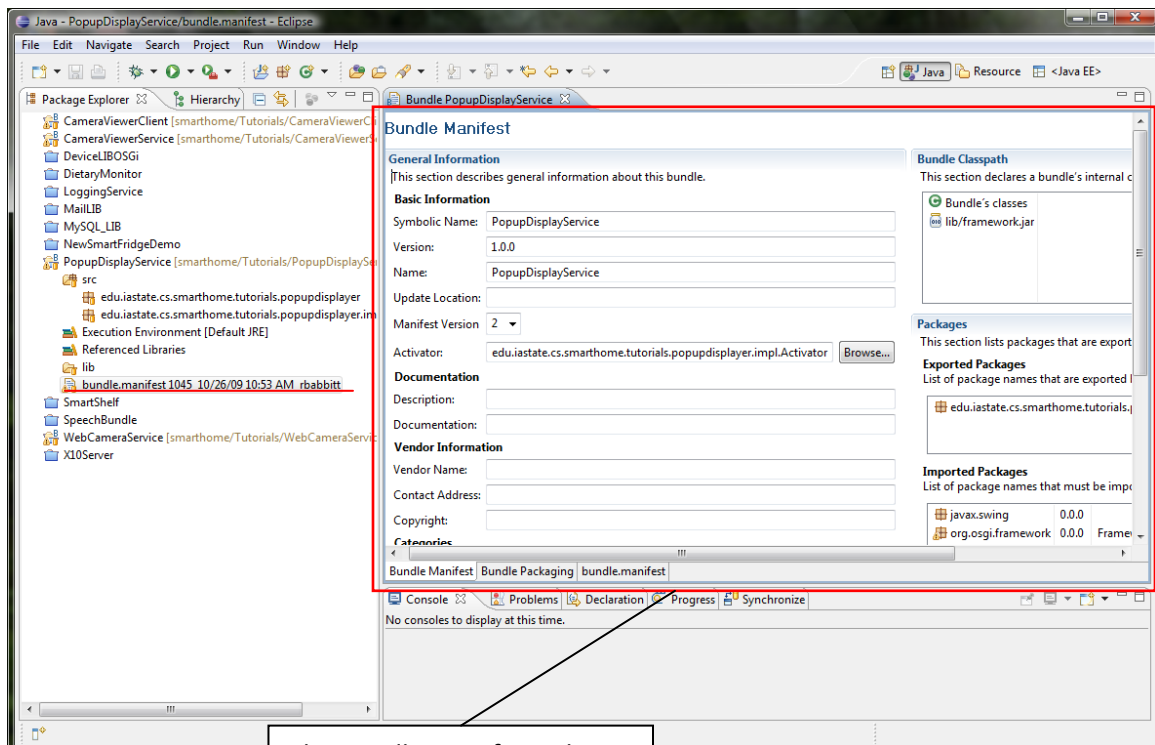 Java - PopupDisplayService/bundle.manifest - Eclipse
File Edit Navigate Search Project Run Window Help
Java Resource <Java EE>
Package Explorer Hierarchy
CameraViewerClient [smarthome/Tutorials/CameraViewerCli
CameraViewerService [smarthome/Tutorials/CameraViewerS
DeviceLIBOSGi
DietaryMonitor
LoggingService
MailLIB
MySQL_LIB
NewSmartFridgeDemo
PopupDisplayService [smarthome/Tutorials/PopupDisplaySe
src
edu.iastate.cs.smarthome.tutorials.popupdisplayer
edu.iastate.cs.smarthome.tutorials.popupdisplayer.im
Execution Environment [Default JRE]
Referenced Libraries
lib
bundle.manifest 1045 10/26/09 10:53 AM rbabbitt
SmartShelf
SpeechBundle
WebCameraService [smarthome/Tutorials/WebCameraServic
X10Server
Bundle PopupDisplayService
Bundle Manifest
General Information
This section describes general information about this bundle.
Basic Information
Symbolic Name: PopupDisplayService
Version: 1.0.0
Name: PopupDisplayService
Update Location:
Manifest Version 2
Activator: edu.iastate.cs.smarthome.tutorials.popupdisplayer.impl.Activator Browse...
Documentation
Description:
Documentation:
Vendor Information
Vendor Name:
Contact Address:
Copyright:
Categories
Bundle Classpath
This section declares a bundle's internal c
Bundle's classes
lib/framework.jar
Packages
This section lists packages that are export
Exported Packages
List of package names that are exported
edu.iastate.cs.smarthome.tutorials.
Imported Packages
List of package names that must be impo
javax.swing 0.0.0
org.osgi.framework 0.0.0 Frame
Bundle Manifest Bundle Packaging bundle.manifest
Console Problems Declaration Progress Synchronize
No consoles to display at this time.